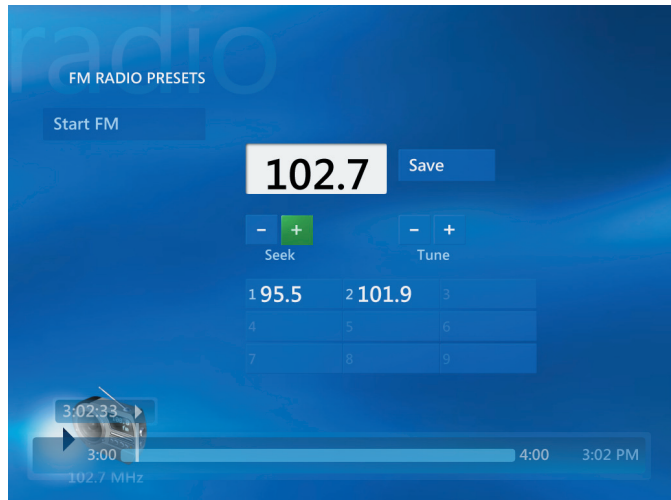 radio
FM RADIO PRESETS
Start FM
102.7 Save
- + - +
Seek Tune
1 95.5 2 101.9 3
4 5 6
7 8 9
3:02:33
3:00 4:00 3:02 PM
102.7 MHz